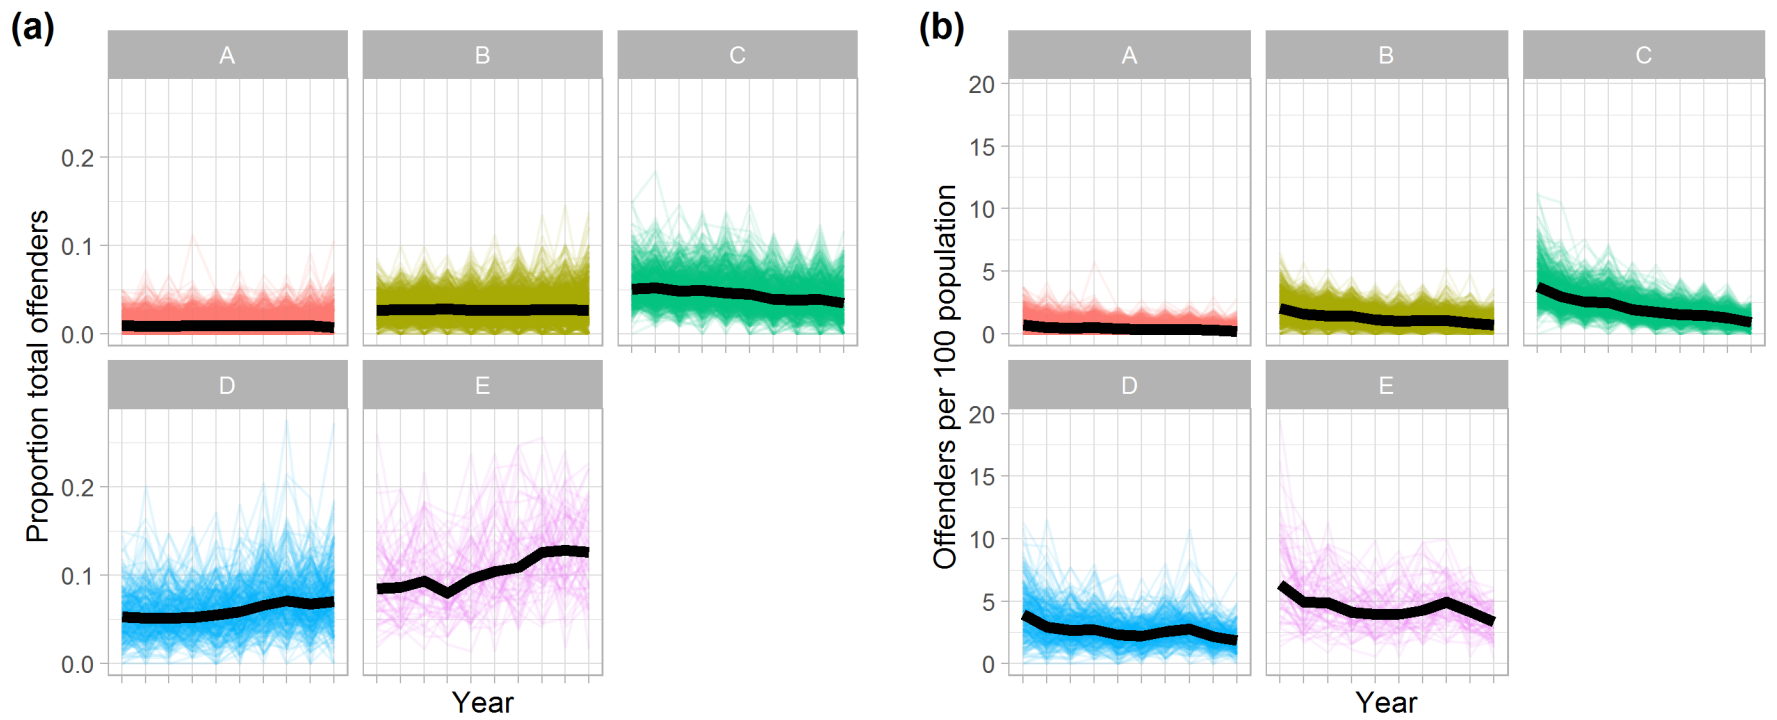 (a)
A
B
C
0.2
0.1
0.0
D
E
0.2
0.1
0.0
Proportion total offenders
Year
(b)
A
B
C
20
15
10
5
0
D
E
20
15
10
5
0
Offenders per 100 population
Year